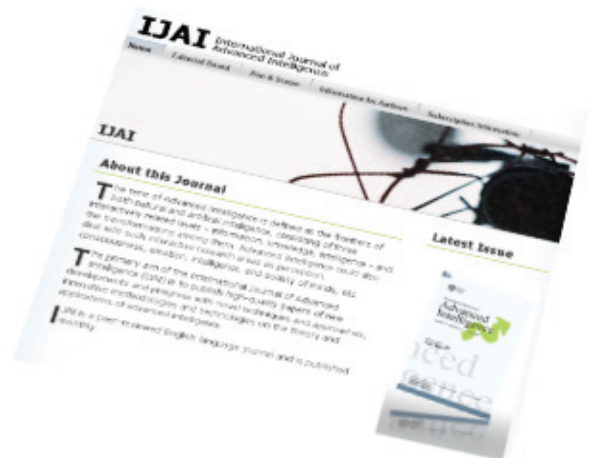 IJAI International Journal of
Advanced Intelligence
Home Editorial Board Aim & Scope Information for Authors Subscription Information
IJAI
About this Journal
The term of Advanced Intelligence is defined as the frontiers of
both natural and artificial intelligence, consisting of three
interactively related levels - information, knowledge, intelligence - and
the transformations among them. Advanced Intelligence could also
deal with such interactive research areas as perception,
consciousness, emotion, intelligence, and society of minds, etc.
The primary aim of the International Journal of Advanced
Intelligence (IJAI) is to publish high-quality papers of new
developments and progress with novel techniques and approaches,
innovative methodologies and technologies on the theory and
applications of advanced intelligence.
IJAI is a peer-reviewed English language journal and is published
Latest Issue
Advanced
Intelligence